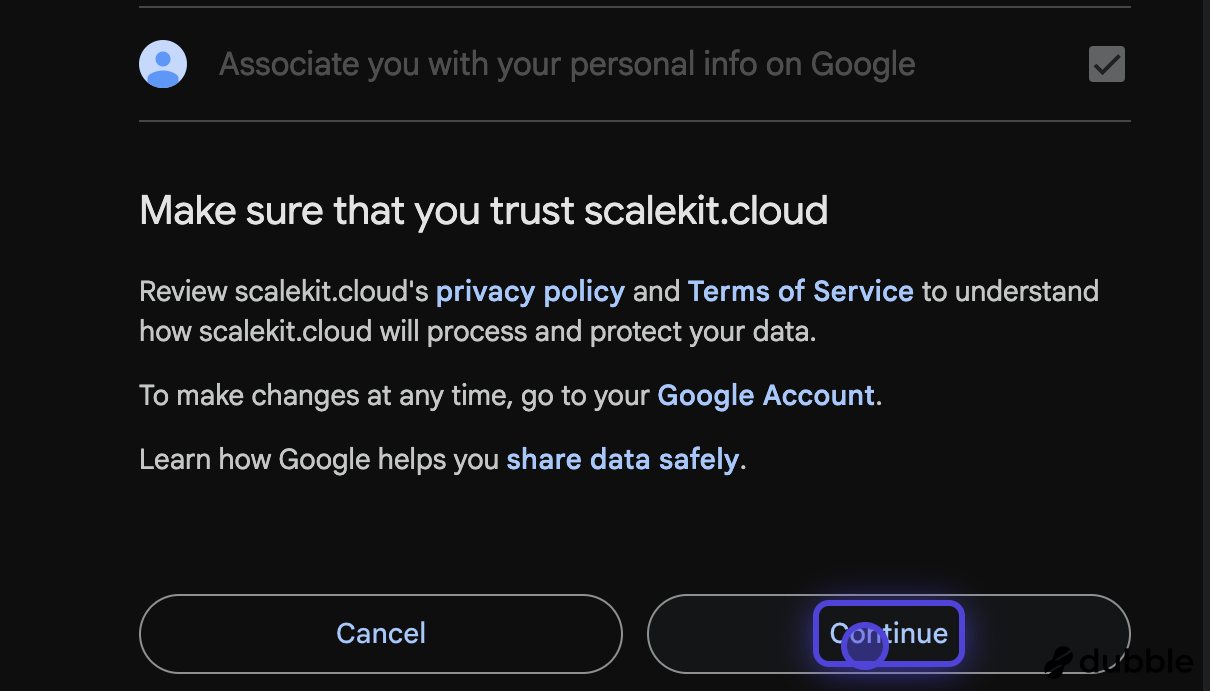 Associate you with your personal info on Google
Make sure that you trust scalekit.cloud
Review scalekit.cloud's privacy policy and Terms of Service to understand
how scalekit.cloud will process and protect your data.
To make changes at any time, go to your Google Account.
Learn how Google helps you share data safely.
Cancel
Continue
dubble